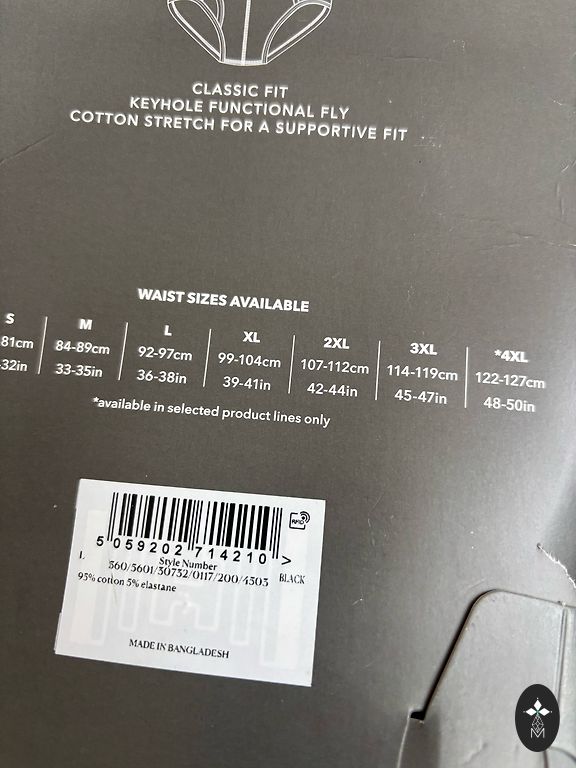 CLASSIC FIT
KEYHOLE FUNCTIONAL FLY
COTTON STRETCH FOR A SUPPORTIVE FIT
WAIST SIZES AVAILABLE
S M L XL 2XL 3XL *4XL
-81cm 84-89cm 92-97cm 99-104cm 107-112cm 114-119cm 122-127cm
-32in 33-35in 36-38in 39-41in 42-44in 45-47in 48-50in
*available in selected product lines only
RFID
5 059202 714210 >
L Style Number
560/5601/30732/0117/200/4303 BLACK
95% cotton 5% elastane
MADE IN BANGLADESH
M